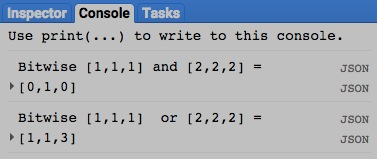 Inspector Console Tasks
Use print(...) to write to this console.
Bitwise [1,1,1] and [2,2,2] = JSON
[0,1,0] JSON
Bitwise [1,1,1]  or [2,2,2] = JSON
[1,1,3] JSON